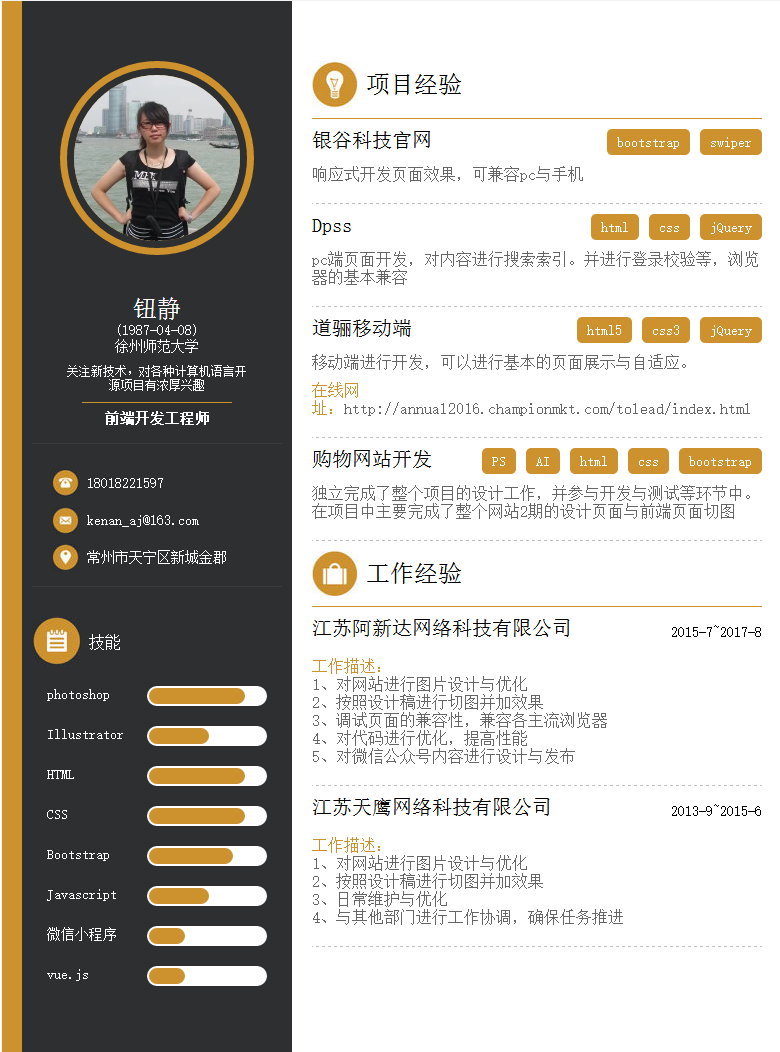 钮静
(1987-04-08)
徐州师范大学
关注新技术，对各种计算机语言开
源项目有浓厚兴趣
前端开发工程师
18018221597
kenan_aj@163.com
常州市天宁区新城金郡
技能
photoshop
Illustrator
HTML
CSS
Bootstrap
Javascript
微信小程序
vue.js
项目经验
银谷科技官网 bootstrap swiper
响应式开发页面效果，可兼容pc与手机
Dpss html css jQuery
pc端页面开发，对内容进行搜索索引。并进行登录校验等，浏览
器的基本兼容
道骊移动端 html5 css3 jQuery
移动端进行开发，可以进行基本的页面展示与自适应。
在线网
址：http://annual2016.championmkt.com/tolead/index.html
购物网站开发 PS AI html css bootstrap
独立完成了整个项目的设计工作，并参与开发与测试等环节中。
在项目中主要完成了整个网站2期的设计页面与前端页面切图
工作经验
江苏阿新达网络科技有限公司 2015-7~2017-8
工作描述：
1、对网站进行图片设计与优化
2、按照设计稿进行切图并加效果
3、调试页面的兼容性，兼容各主流浏览器
4、对代码进行优化，提高性能
5、对微信公众号内容进行设计与发布
江苏天鹰网络科技有限公司 2013-9~2015-6
工作描述：
1、对网站进行图片设计与优化
2、按照设计稿进行切图并加效果
3、日常维护与优化
4、与其他部门进行工作协调，确保任务推进